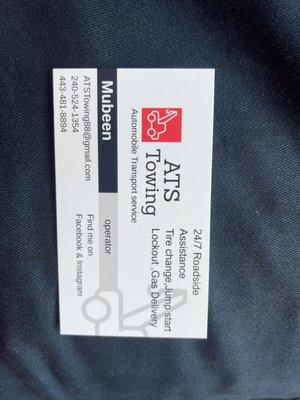 ATS
Towing
Automobile Transport service
24/7 Roadside
Assistance
Tire change,Jump start
Lockout ,Gas Delivery
Mubeen
operator
ATSTowing88@gmail.com
240-524-1354
443-481-8894
Find me on
Facebook & Instagram